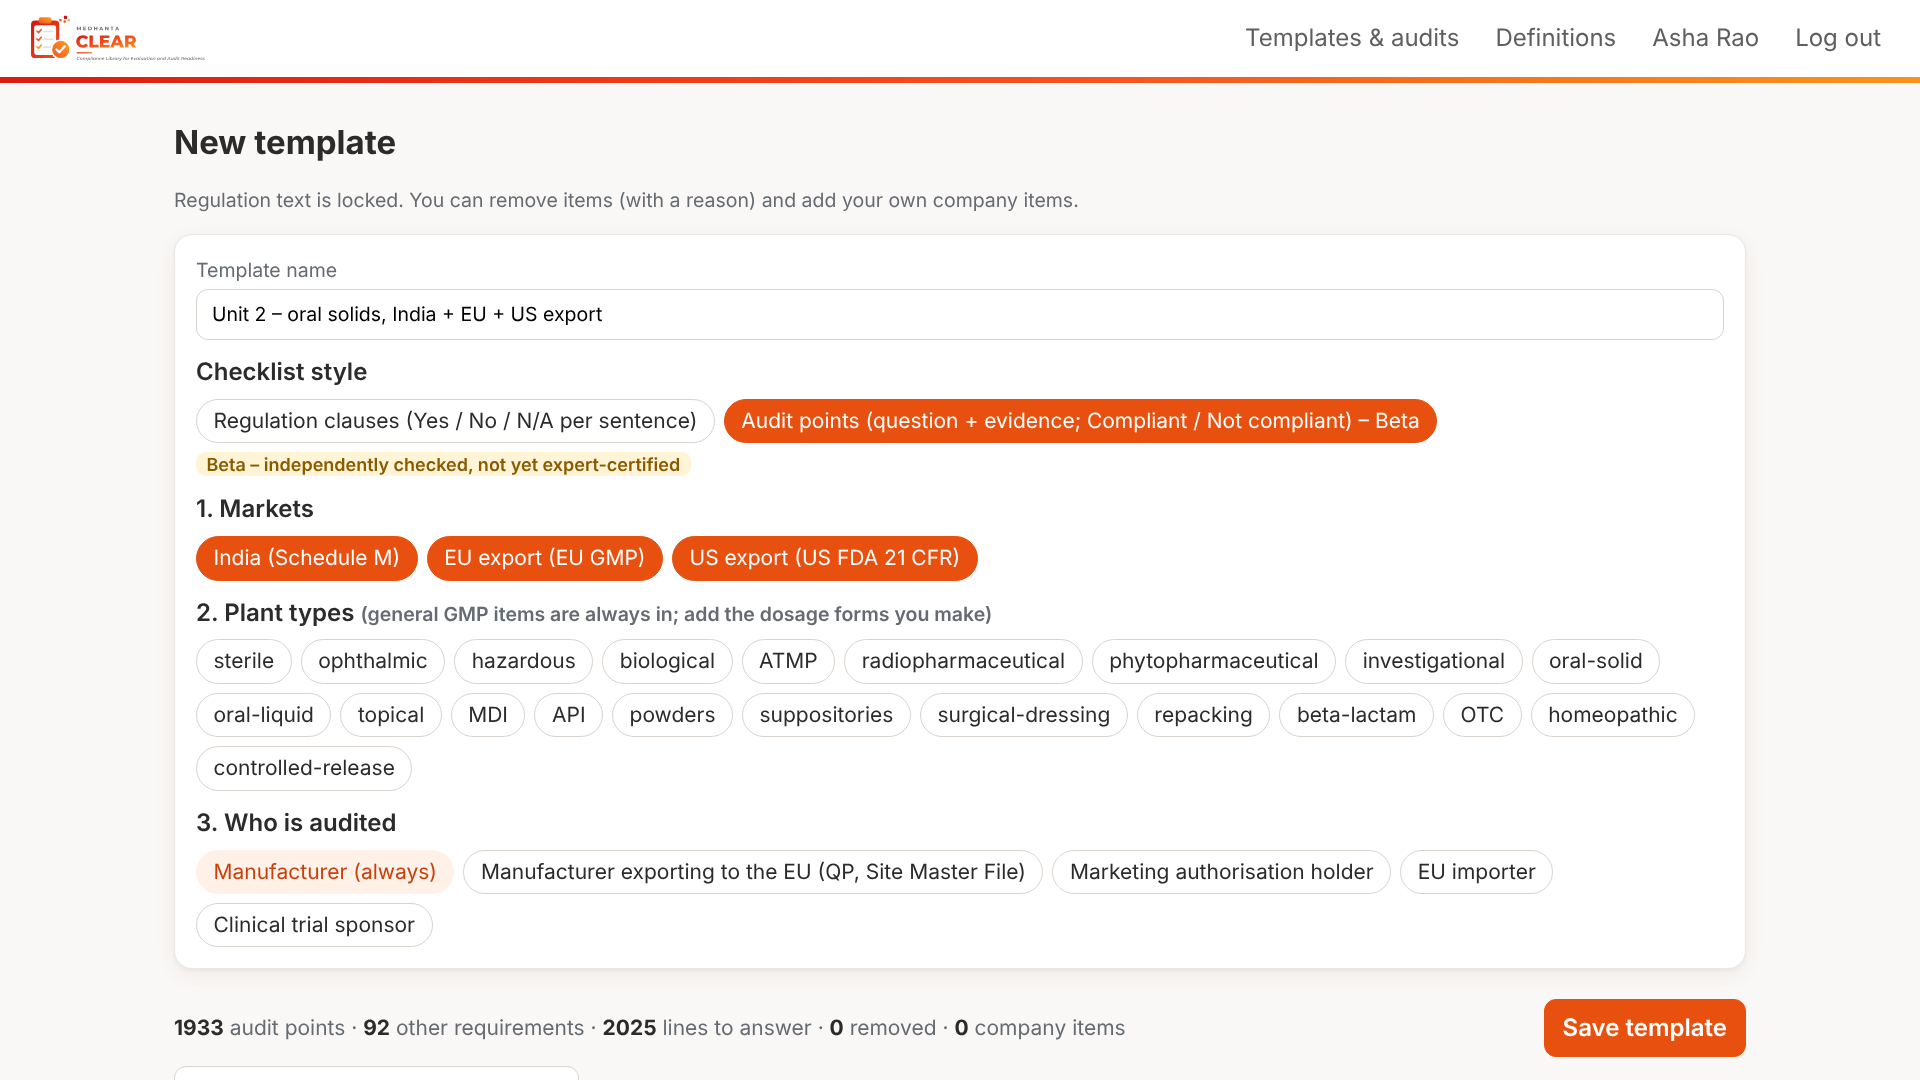 MEDHANTA
CLEAR
Compliance Library for Evaluation and Audit Readiness
Templates & audits
Definitions
Asha Rao
Log out
New template
Regulation text is locked. You can remove items (with a reason) and add your own company items.
Template name
Unit 2 – oral solids, India + EU + US export
Checklist style
Regulation clauses (Yes / No / N/A per sentence)
Audit points (question + evidence; Compliant / Not compliant) – Beta
Beta – independently checked, not yet expert-certified
1. Markets
India (Schedule M)
EU export (EU GMP)
US export (US FDA 21 CFR)
2. Plant types (general GMP items are always in; add the dosage forms you make)
sterile
ophthalmic
hazardous
biological
ATMP
radiopharmaceutical
phytopharmaceutical
investigational
oral-solid
oral-liquid
topical
MDI
API
powders
suppositories
surgical-dressing
repacking
beta-lactam
OTC
homeopathic
controlled-release
3. Who is audited
Manufacturer (always)
Manufacturer exporting to the EU (QP, Site Master File)
Marketing authorisation holder
EU importer
Clinical trial sponsor
1933 audit points · 92 other requirements · 2025 lines to answer · 0 removed · 0 company items
Save template